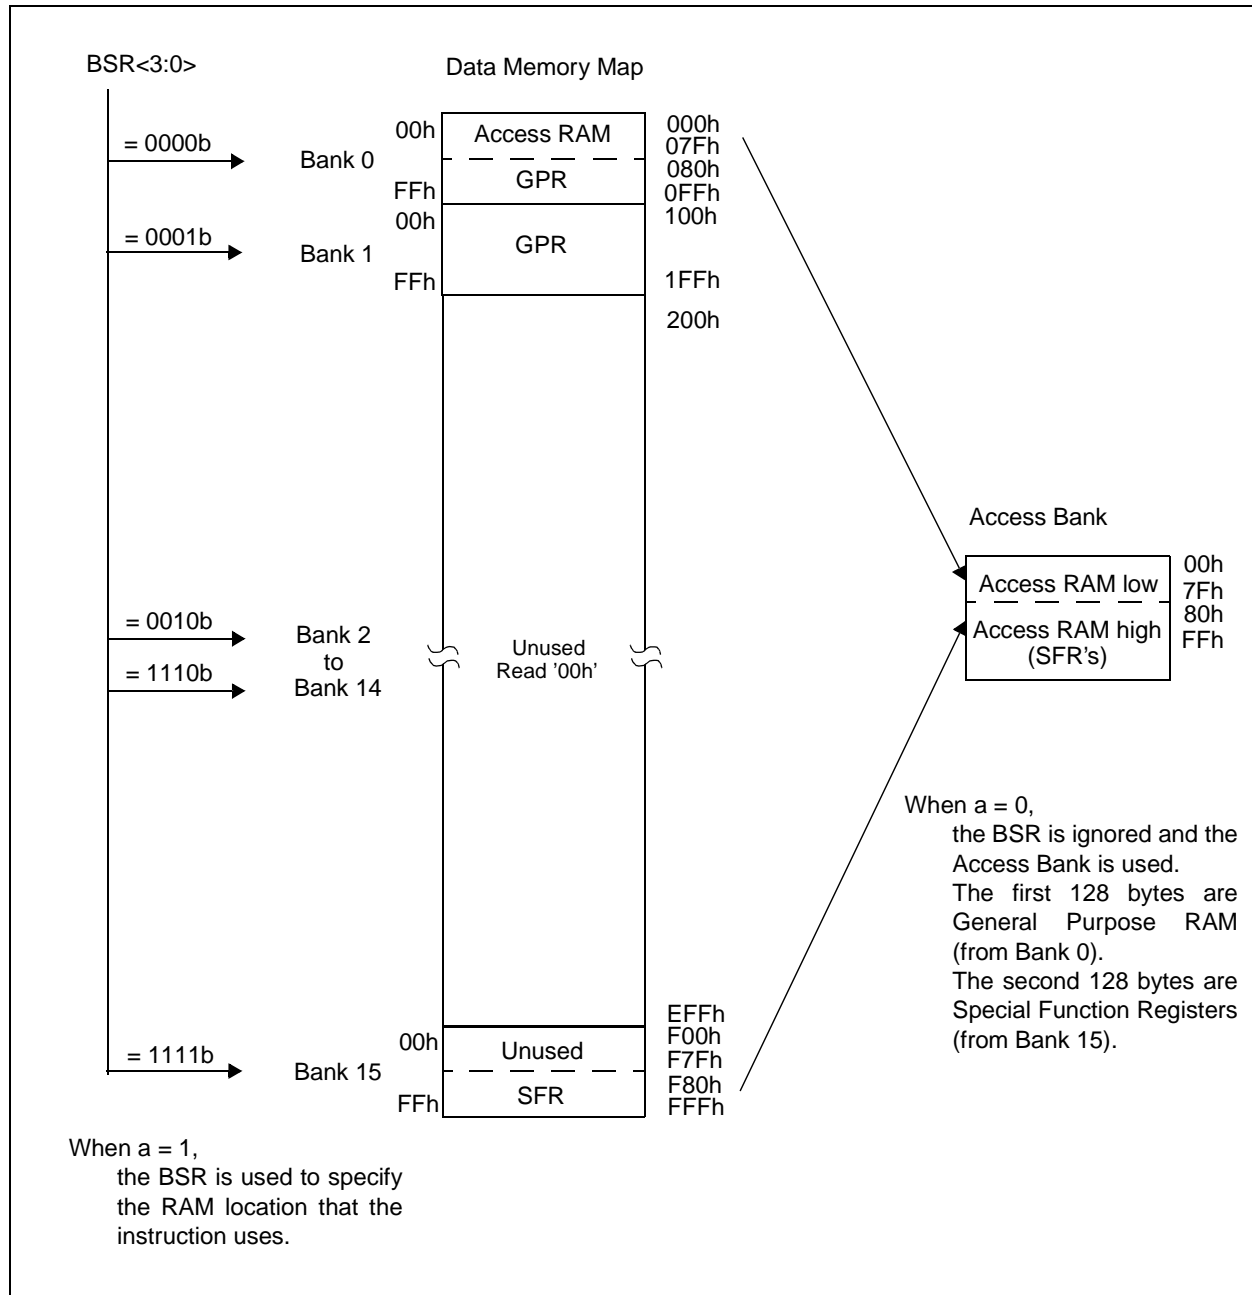 BSR<3:0>
Data Memory Map
= 0000b
Bank 0
00h
Access RAM
000h
07Fh
GPR
080h
FFh
0FFh
= 0001b
Bank 1
00h
GPR
100h
FFh
1FFh
200h
Access Bank
Access RAM low
00h
7Fh
Access RAM high
(SFR's)
80h
FFh
= 0010b
Bank 2
to
= 1110b
Bank 14
Unused
Read '00h'
When a = 0,
the BSR is ignored and the
Access Bank is used.
The first 128 bytes are
General Purpose RAM
(from Bank 0).
The second 128 bytes are
Special Function Registers
(from Bank 15).
EFFh
= 1111b
Bank 15
00h
Unused
F00h
F7Fh
SFR
F80h
FFh
FFFh
When a = 1,
the BSR is used to specify
the RAM location that the
instruction uses.